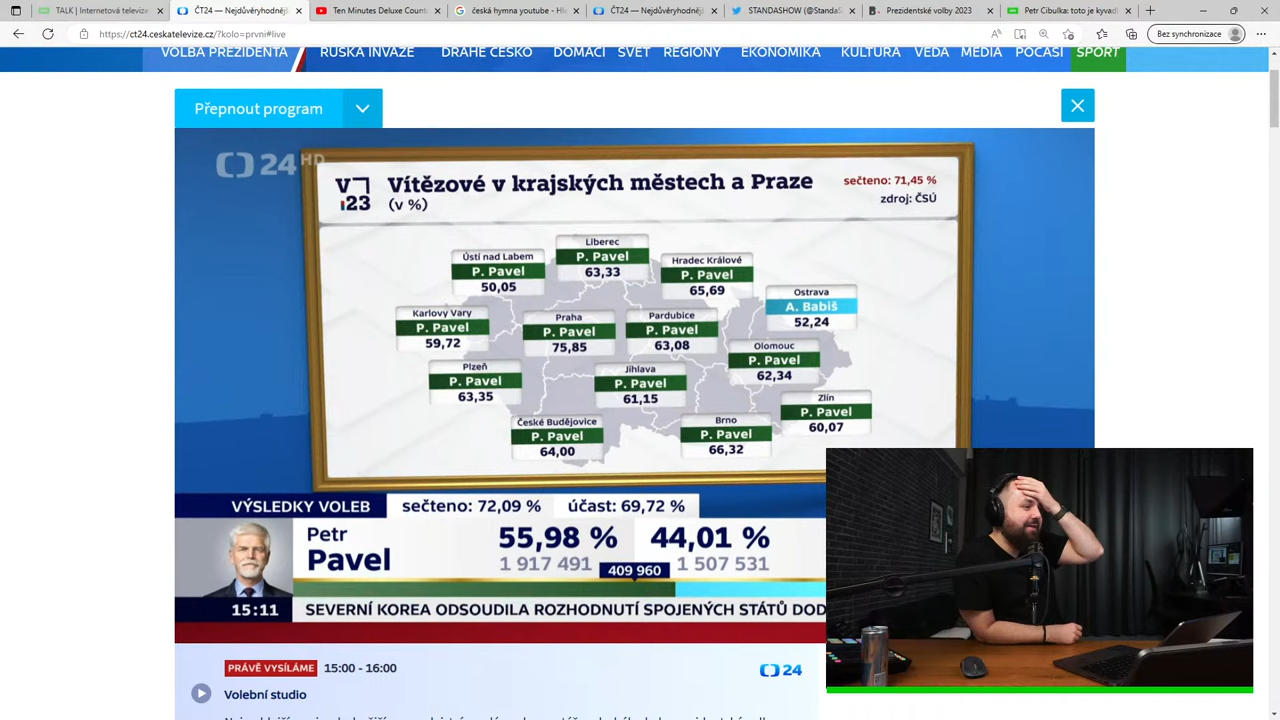 TALK | Internetová televize
ČT24 — Nejdůvěryhodněj
Ten Minutes Deluxe Count
česká hymna youtube - Hle
ČT24 — Nejdůvěryhodněj
STANDASHOW (@StandaS
Prezidentské volby 2023
Petr Cibulka: toto je kyvad
https://ct24.ceskatelevize.cz/?kolo=prvni#live
Bez synchronizace
VOLBA PREZIDENTA RUSKÁ INVAZE DRAHÉ ČESKO DOMÁCÍ SVĚT REGIONY EKONOMIKA KULTURA VĚDA MÉDIA POČASÍ SPORT
Přepnout program
24 HD
V
i23
Vítězové v krajských městech a Praze
(v %)
sečteno: 71,45 %
zdroj: ČSÚ
Liberec
P. Pavel
63,33
Ústí nad Labem
P. Pavel
50,05
Hradec Králové
P. Pavel
65,69
Ostrava
A. Babiš
52,24
Karlovy Vary
P. Pavel
59,72
Praha
P. Pavel
75,85
Pardubice
P. Pavel
63,08
Olomouc
P. Pavel
62,34
Plzeň
P. Pavel
63,35
Jihlava
P. Pavel
61,15
Zlín
P. Pavel
60,07
České Budějovice
P. Pavel
64,00
Brno
P. Pavel
66,32
VÝSLEDKY VOLEB sečteno: 72,09 % účast: 69,72 %
Petr
Pavel
55,98 % 44,01 %
1 917 491 1 507 531
409 960
15:11 SEVERNÍ KOREA ODSOUDILA ROZHODNUTÍ SPOJENÝCH STÁTŮ DOD
PRÁVĚ VYSÍLÁME 15:00 - 16:00
24
Volební studio